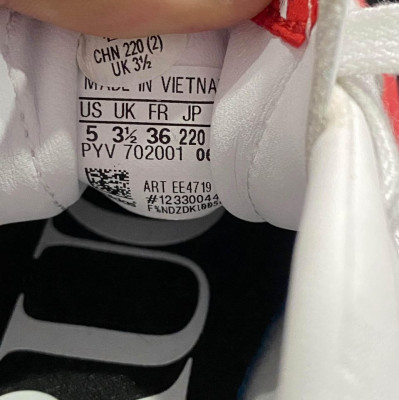 CHN 220 (2)
UK 3½
MADE IN VIETNA
US UK FR JP
5 3½ 36 220
PYV 702001
ART EE4719
#12330044